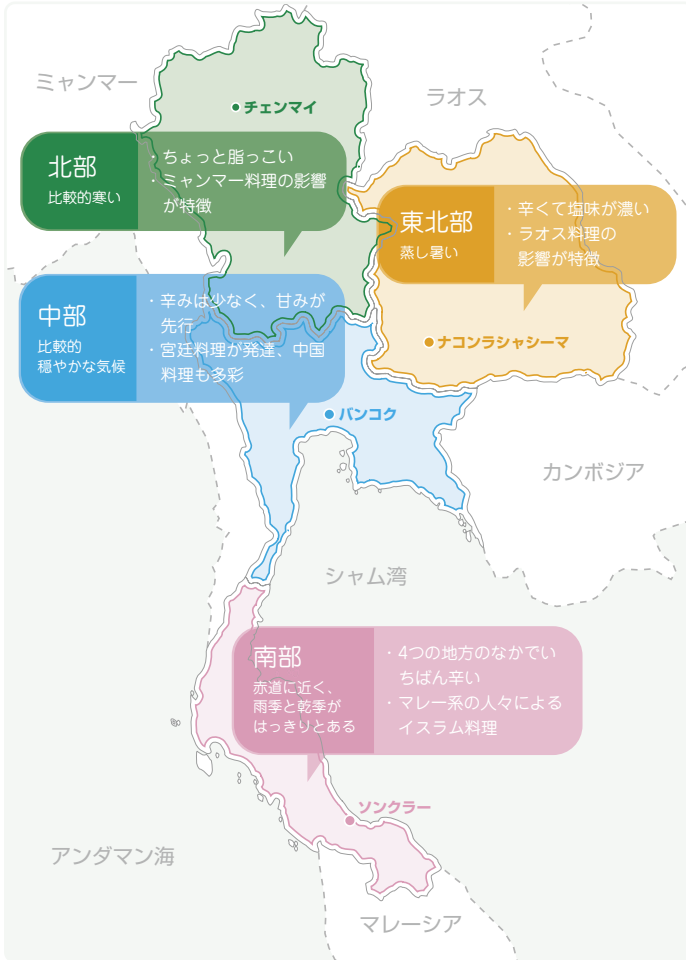 ミャンマー
ラオス
チェンマイ
北部
比較的寒い
・ちょっと脂っこい
・ミャンマー料理の影響
が特徴
東北部
蒸し暑い
・辛くて塩味が濃い
・ラオス料理の
影響が特徴
中部
比較的
穏やかな気候
・辛みは少なく、甘みが
先行
・宮廷料理が発達、中国
料理も多彩
ナコンラシャシーマ
バンコク
カンボジア
シャム湾
南部
赤道に近く、
雨季と乾季が
はっきりとある
・4つの地方のなかでい
ちばん辛い
・マレー系の人々による
イスラム料理
ソンクラー
アンダマン海
マレーシア